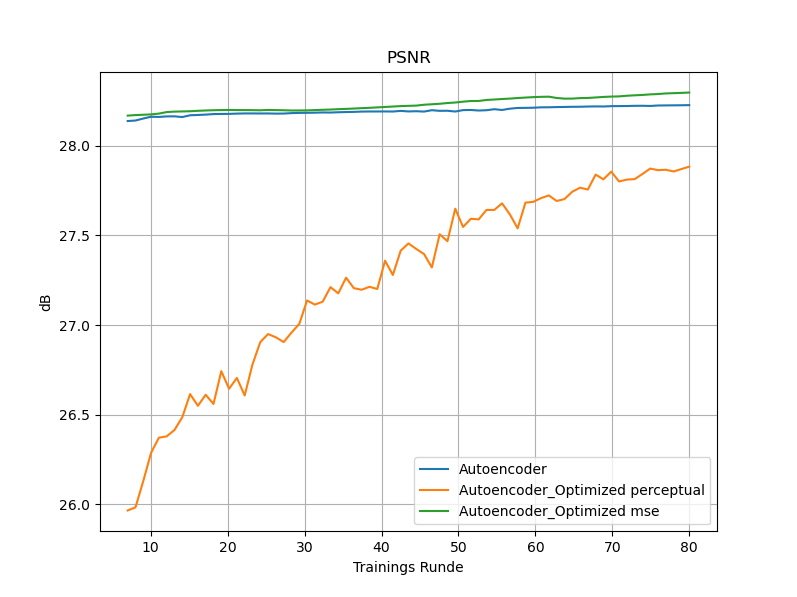 PSNR
dB
28.0
27.5
27.0
26.5
26.0
10 20 30 40 50 60 70 80
Trainings Runde
Autoencoder
Autoencoder_Optimized perceptual
Autoencoder_Optimized mse